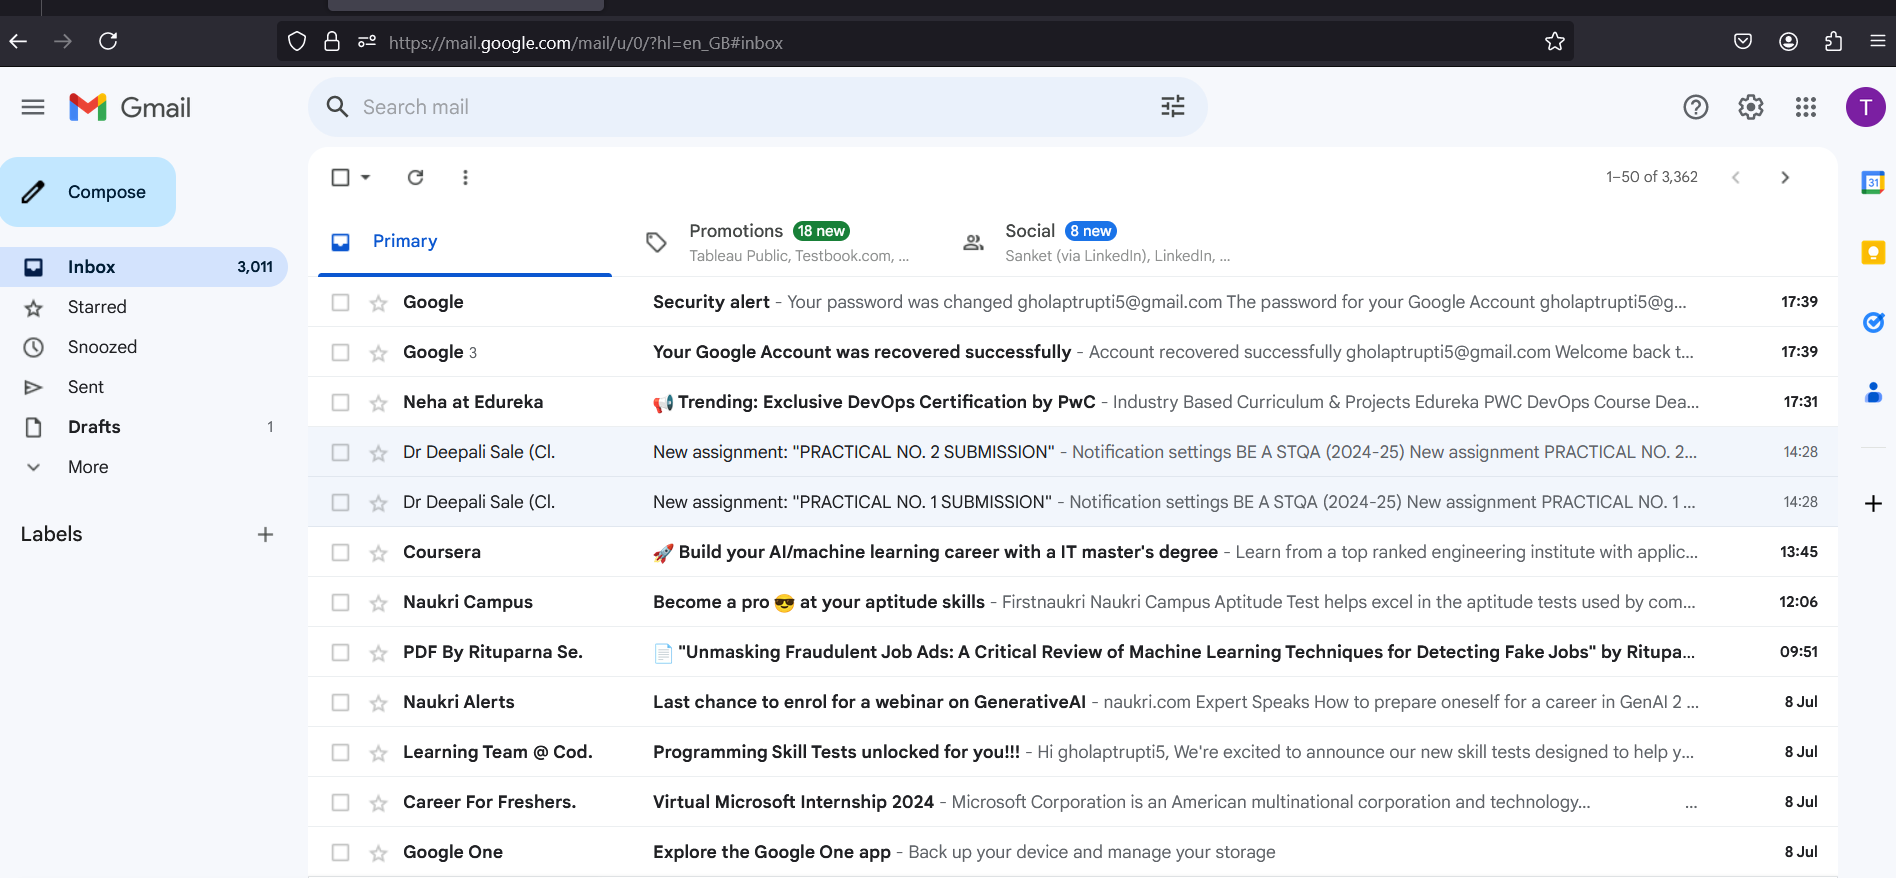 https://mail.google.com/mail/u/0/?hl=en_GB#inbox
Gmail
Search mail
T
Compose
1–50 of 3,362
31
Primary
Promotions 18 new
Tableau Public, Testbook.com, ...
Social 8 new
Sanket (via LinkedIn), LinkedIn, ...
Inbox 3,011
Starred
Snoozed
Sent
Drafts 1
More
Labels
Google Security alert - Your password was changed gholaptrupti5@gmail.com The password for your Google Account gholaptrupti5@g... 17:39
Google 3 Your Google Account was recovered successfully - Account recovered successfully gholaptrupti5@gmail.com Welcome back t... 17:39
Neha at Edureka 📢 Trending: Exclusive DevOps Certification by PwC - Industry Based Curriculum & Projects Edureka PWC DevOps Course Dea... 17:31
Dr Deepali Sale (Cl. New assignment: "PRACTICAL NO. 2 SUBMISSION" - Notification settings BE A STQA (2024-25) New assignment PRACTICAL NO. 2... 14:28
Dr Deepali Sale (Cl. New assignment: "PRACTICAL NO. 1 SUBMISSION" - Notification settings BE A STQA (2024-25) New assignment PRACTICAL NO. 1 ... 14:28
Coursera 🚀 Build your AI/machine learning career with a IT master's degree - Learn from a top ranked engineering institute with applic... 13:45
Naukri Campus Become a pro 😎 at your aptitude skills - Firstnaukri Naukri Campus Aptitude Test helps excel in the aptitude tests used by com... 12:06
PDF By Rituparna Se. 📄 "Unmasking Fraudulent Job Ads: A Critical Review of Machine Learning Techniques for Detecting Fake Jobs" by Ritupa... 09:51
Naukri Alerts Last chance to enrol for a webinar on GenerativeAI - naukri.com Expert Speaks How to prepare oneself for a career in GenAI 2 ... 8 Jul
Learning Team @ Cod. Programming Skill Tests unlocked for you!!! - Hi gholaptrupti5, We're excited to announce our new skill tests designed to help y... 8 Jul
Career For Freshers. Virtual Microsoft Internship 2024 - Microsoft Corporation is an American multinational corporation and technology... ... 8 Jul
Google One Explore the Google One app - Back up your device and manage your storage 8 Jul